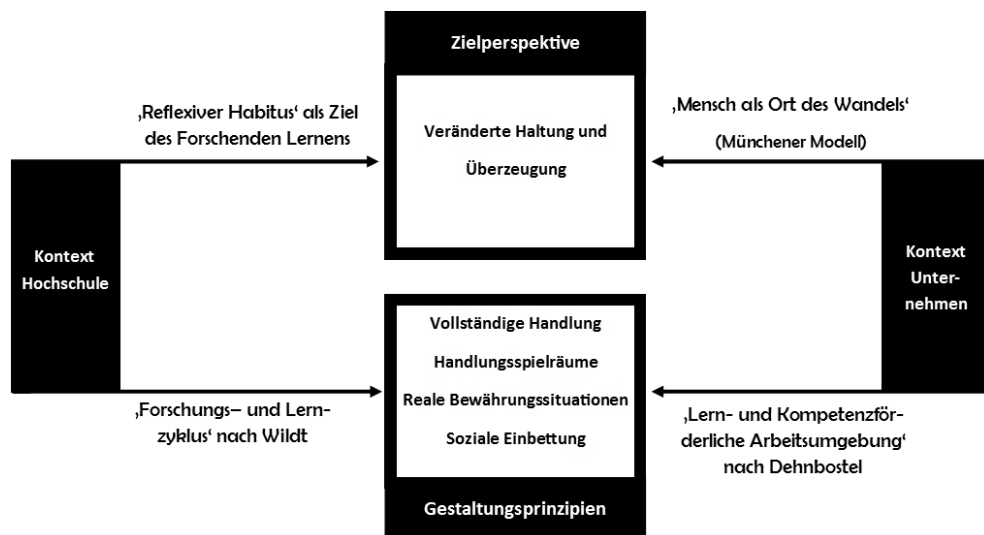 Zielperspektive
‚Reflexiver Habitus‘ als Ziel
des Forschenden Lernens
Veränderte Haltung und
Überzeugung
‚Mensch als Ort des Wandels‘
(Münchener Modell)
Kontext
Hochschule
Kontext
Unter-
nehmen
Vollständige Handlung
Handlungsspielräume
Reale Bewährungssituationen
Soziale Einbettung
‚Forschungs– und Lern-
zyklus‘ nach Wildt
‚Lern- und Kompetenzför-
derliche Arbeitsumgebung‘
nach Dehnbostel
Gestaltungsprinzipien